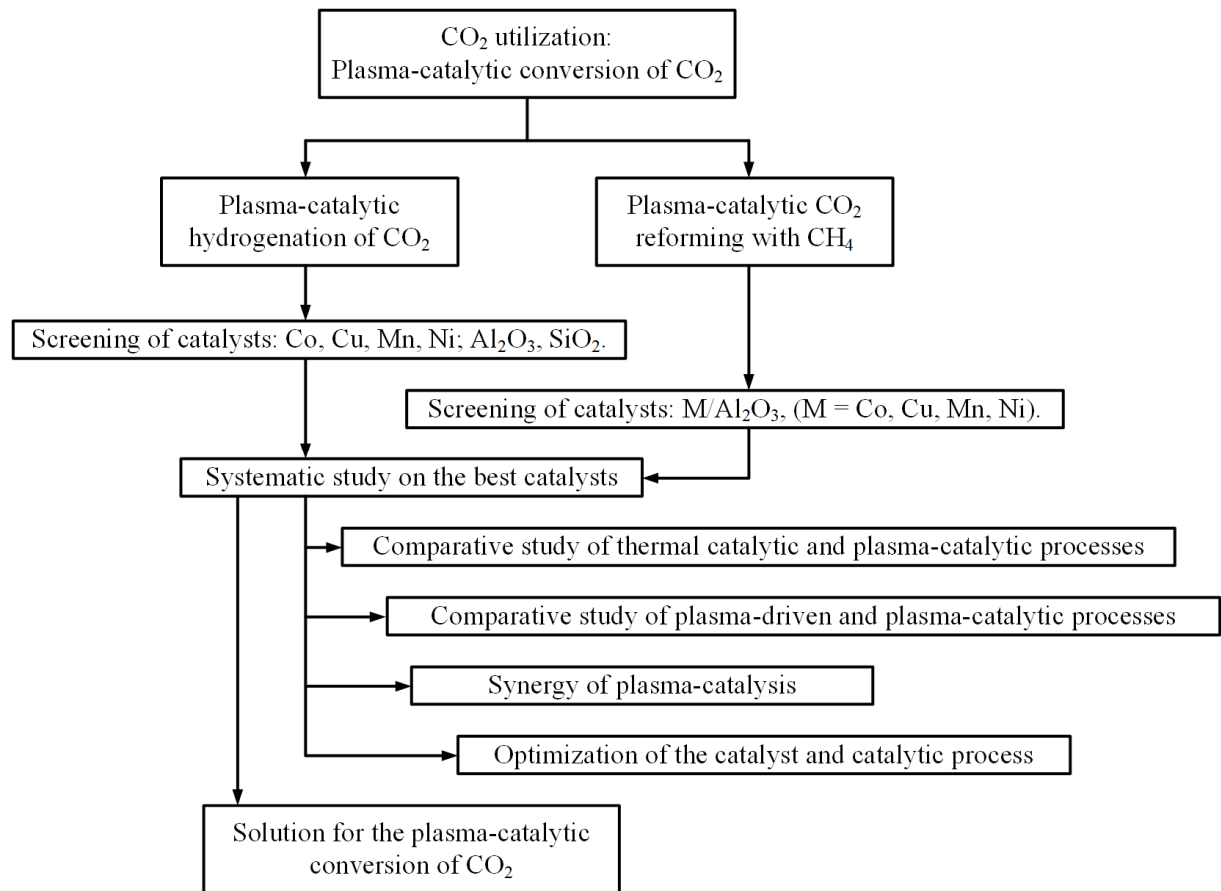 CO₂ utilization:
Plasma-catalytic conversion of CO₂
Plasma-catalytic
hydrogenation of CO₂
Plasma-catalytic CO₂
reforming with CH₄
Screening of catalysts: Co, Cu, Mn, Ni; Al₂O₃, SiO₂.
Screening of catalysts: M/Al₂O₃, (M = Co, Cu, Mn, Ni).
Systematic study on the best catalysts
Comparative study of thermal catalytic and plasma-catalytic processes
Comparative study of plasma-driven and plasma-catalytic processes
Synergy of plasma-catalysis
Optimization of the catalyst and catalytic process
Solution for the plasma-catalytic
conversion of CO₂